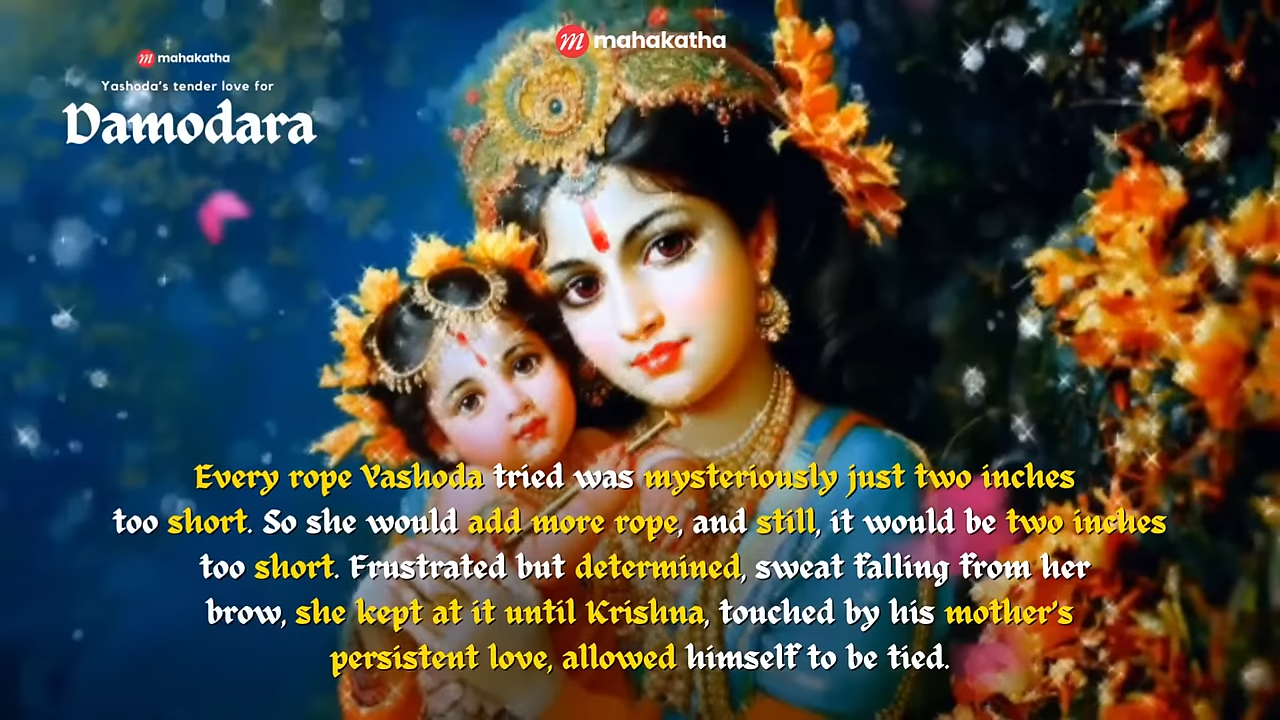 mahakatha
mahakatha
Yashoda's tender love for
Damodara
Every rope Yashoda tried was mysteriously just two inches
too short. So she would add more rope, and still, it would be two inches
too short. Frustrated but determined, sweat falling from her
brow, she kept at it until Krishna, touched by his mother's
persistent love, allowed himself to be tied.